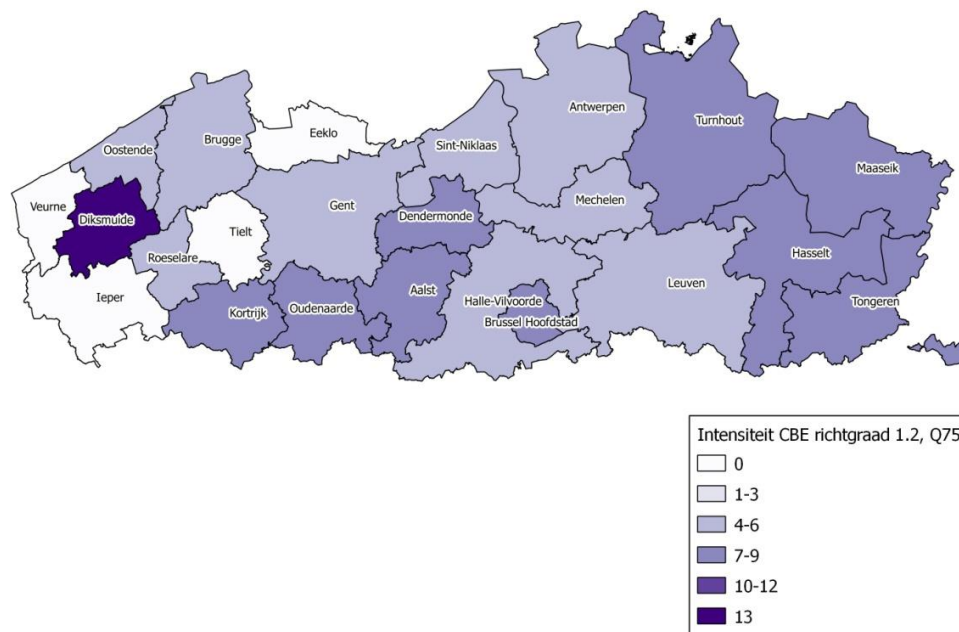 Antwerpen
Turnhout
Eeklo
Brugge
Sint-Niklaas
Oostende
Maaseik
Mechelen
Veurne
Gent
Dendermonde
Diksmuide
Tielt
Hasselt
Roeselare
Leuven
Ieper
Aalst
Halle-Vilvoorde
Tongeren
Kortrijk
Oudenaarde
Brussel Hoofdstad
Intensiteit CBE richtgraad 1.2, Q75
0
1-3
4-6
7-9
10-12
13